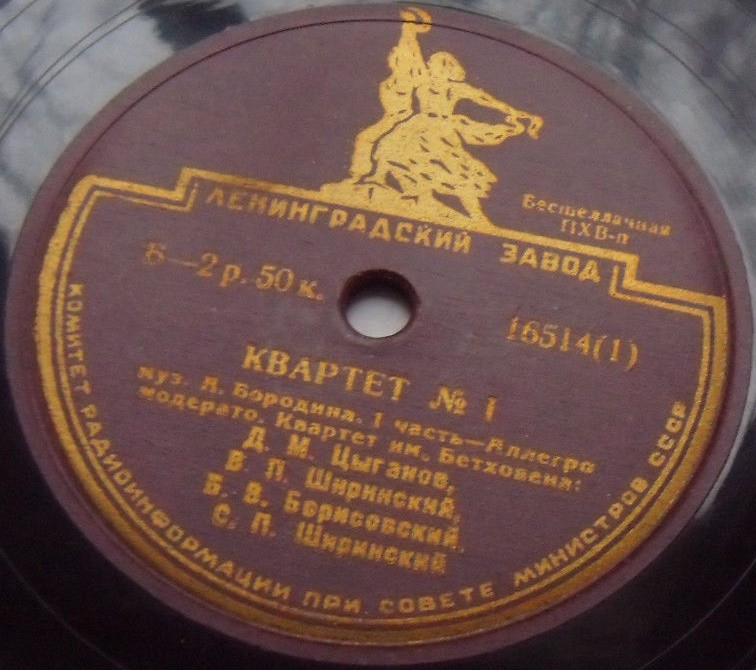 ЛЕНИНГРАДСКИЙ ЗАВОД
Бесшеллачная
ПХВ-п
Б—2 р. 50 к.
16514(1)
КВАРТЕТ № 1
муз. А. Бородина. 1 часть—Аллегро
модерато. Квартет им. Бетховена:
Д. М. Цыганов,
В. П. Ширинский,
В. В. Борисовский,
С. П. Ширинский
КОМИТЕТ РАДИОИНФОРМАЦИИ ПРИ СОВЕТЕ МИНИСТРОВ СССР